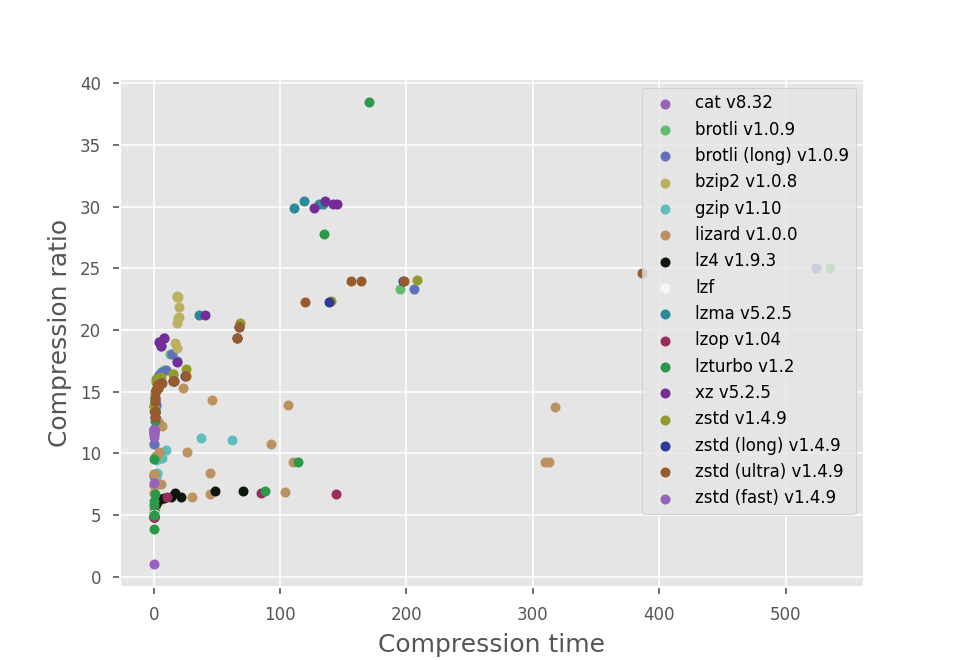 40
35
30
25
20
15
10
5
0
Compression ratio
cat v8.32
brotli v1.0.9
brotli (long) v1.0.9
bzip2 v1.0.8
gzip v1.10
lizard v1.0.0
lz4 v1.9.3
lzf
lzma v5.2.5
lzop v1.04
lzturbo v1.2
xz v5.2.5
zstd v1.4.9
zstd (long) v1.4.9
zstd (ultra) v1.4.9
zstd (fast) v1.4.9
0 100 200 300 400 500
Compression time